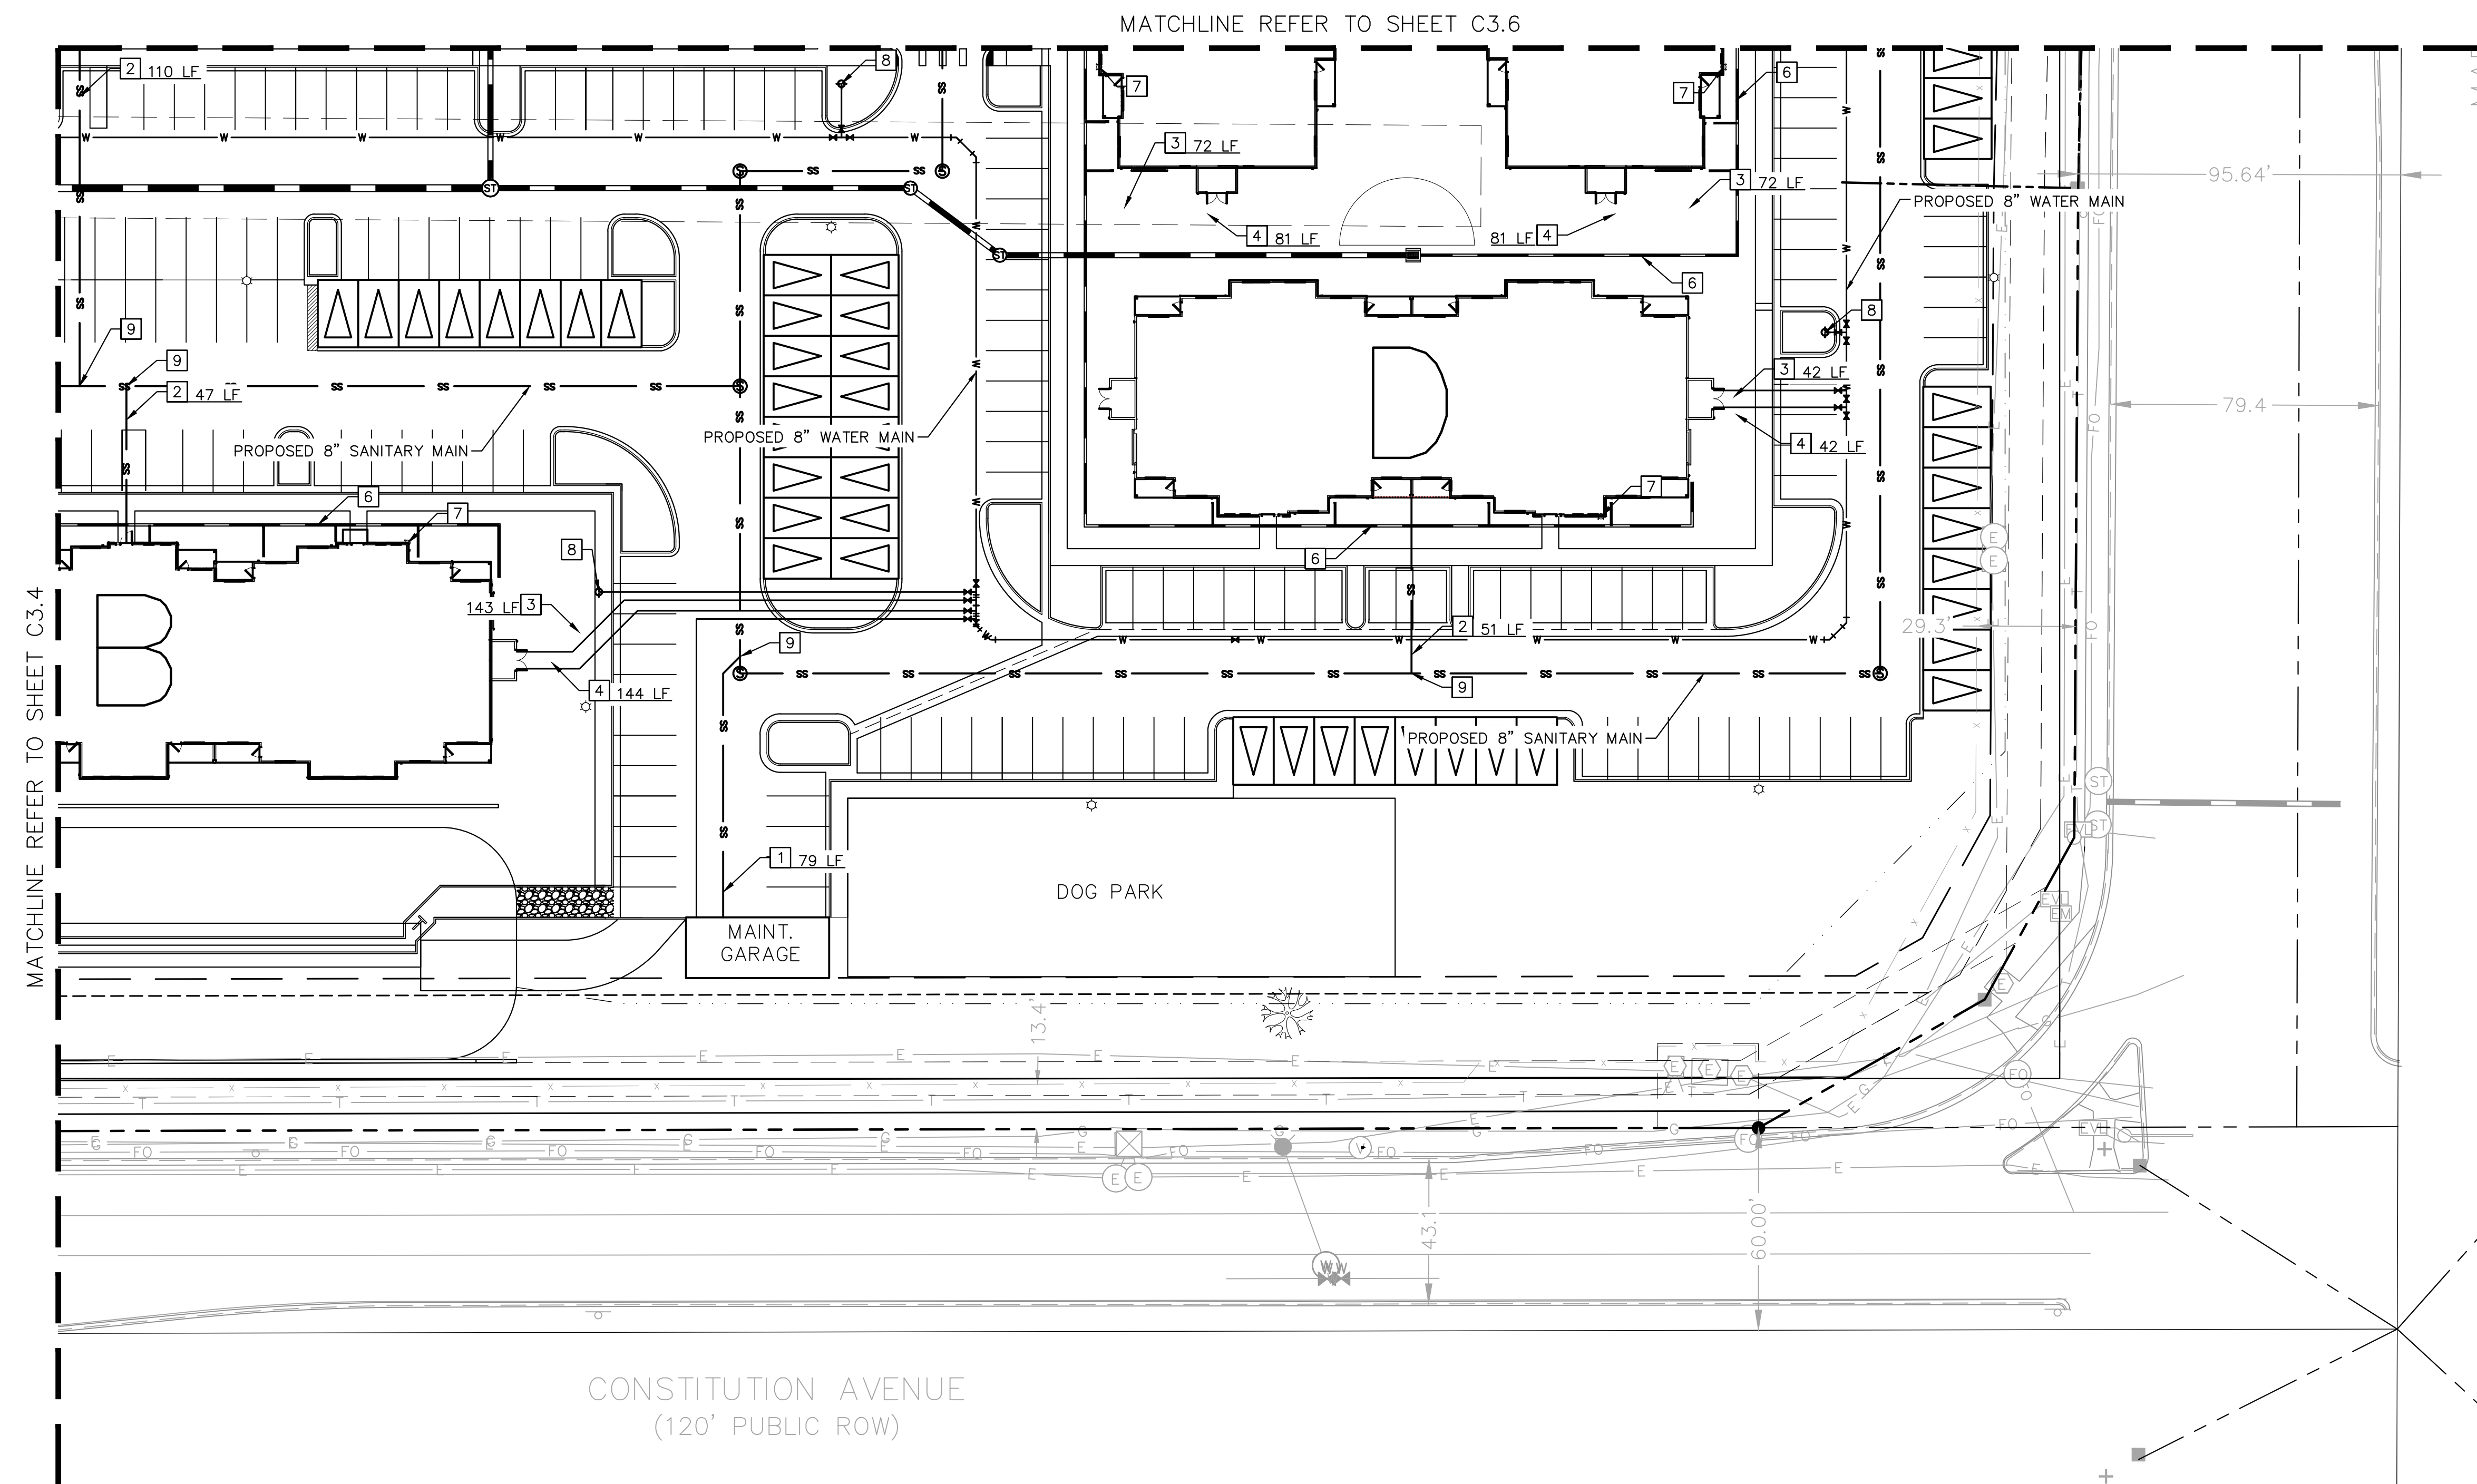 MATCHLINE REFER TO SHEET C3.6
2 110 LF
8
7
7
6
3 72 LF
3 72 LF
95.64'
PROPOSED 8" WATER MAIN
4 81 LF
81 LF 4
6
9
9
2 47 LF
8
3 42 LF
79.4
PROPOSED 8" SANITARY MAIN
PROPOSED 8" WATER MAIN
4 42 LF
6
7
7
8
6
143 LF 3
9
2 51 LF
29.3'
4 144 LF
9
PROPOSED 8" SANITARY MAIN
MATCHLINE REFER TO SHEET C3.4
1 79 LF
DOG PARK
MAINT.
GARAGE
13.4'
43.1'
60.00'
CONSTITUTION AVENUE
(120' PUBLIC ROW)
SS
W
ST
S
E
FO
T
G
X
EVL
EM
V